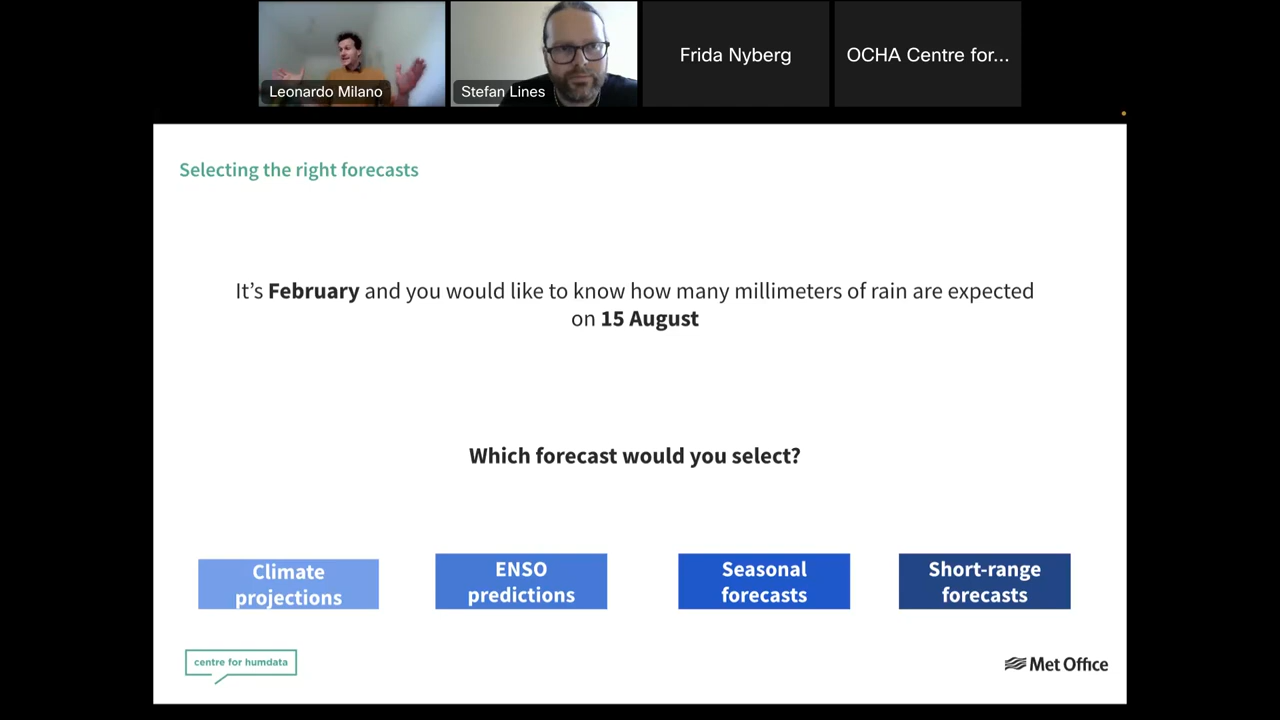 Leonardo Milano
Stefan Lines
Frida Nyberg
OCHA Centre for...
Selecting the right forecasts
It's February and you would like to know how many millimeters of rain are expected
on 15 August
Which forecast would you select?
Climate
projections
ENSO
predictions
Seasonal
forecasts
Short-range
forecasts
centre for humdata
Met Office